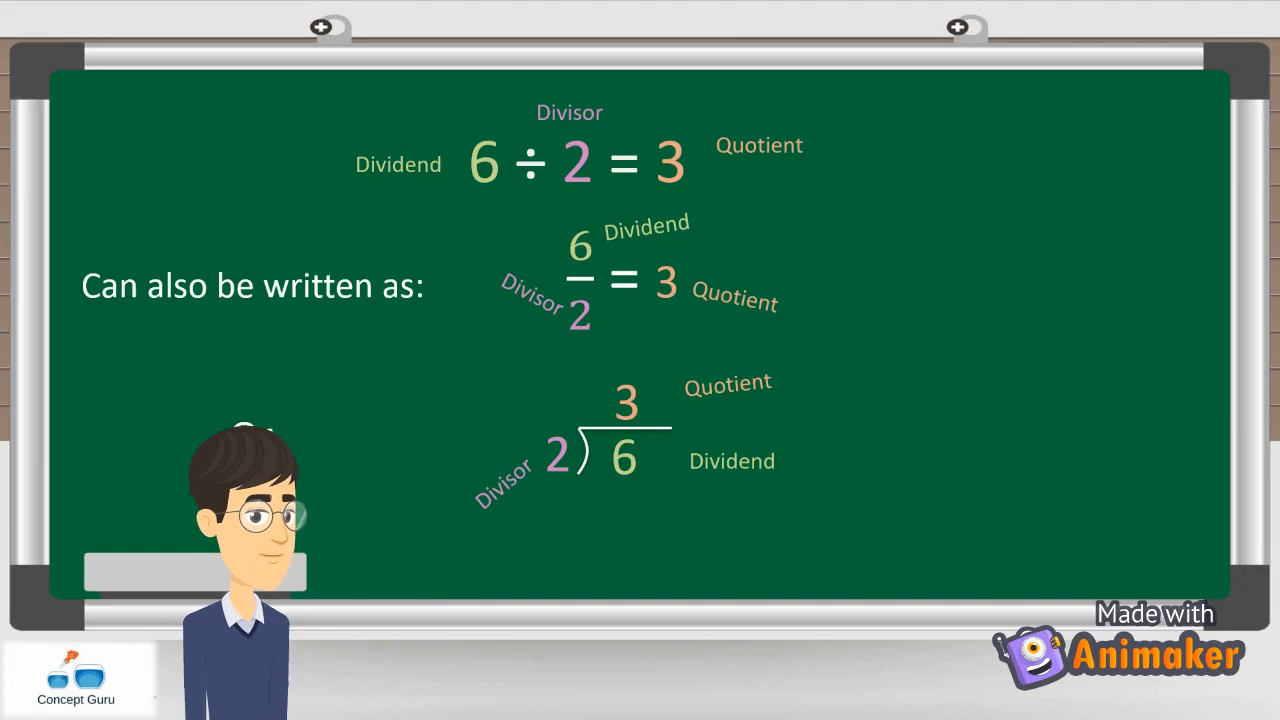 Divisor
Dividend 6 ÷ 2 = 3 Quotient
6 Dividend
Can also be written as: Divisor — = 3 Quotient
2
3 Quotient
Divisor 2 ) 6 Dividend
Made with
Animaker
Concept Guru